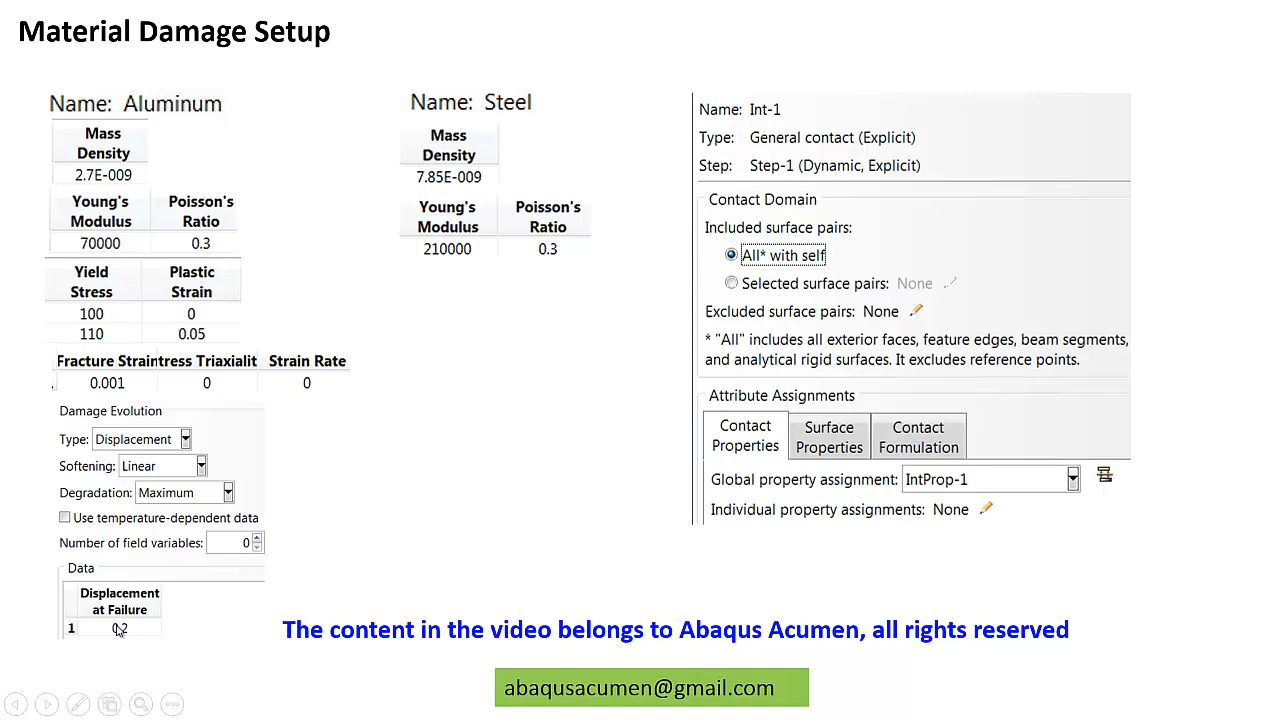 Material Damage Setup
Name: Aluminum
Mass
Density
2.7E-009
Young's Poisson's
Modulus Ratio
70000 0.3
Yield Plastic
Stress Strain
100 0
110 0.05
Fracture Strain tress Triaxialit Strain Rate
0.001 0 0
Damage Evolution
Type: Displacement
Softening: Linear
Degradation: Maximum
Use temperature-dependent data
Number of field variables: 0
Data
Displacement
at Failure
1
Name: Steel
Mass
Density
7.85E-009
Young's Poisson's
Modulus Ratio
210000 0.3
Name: Int-1
Type: General contact (Explicit)
Step: Step-1 (Dynamic, Explicit)
Contact Domain
Included surface pairs:
All* with self
Selected surface pairs: None
Excluded surface pairs: None
* "All" includes all exterior faces, feature edges, beam segments,
and analytical rigid surfaces. It excludes reference points.
Attribute Assignments
Contact Surface Contact
Properties Properties Formulation
Global property assignment: IntProp-1
Individual property assignments: None
The content in the video belongs to Abaqus Acumen, all rights reserved
abaqusacumen@gmail.com